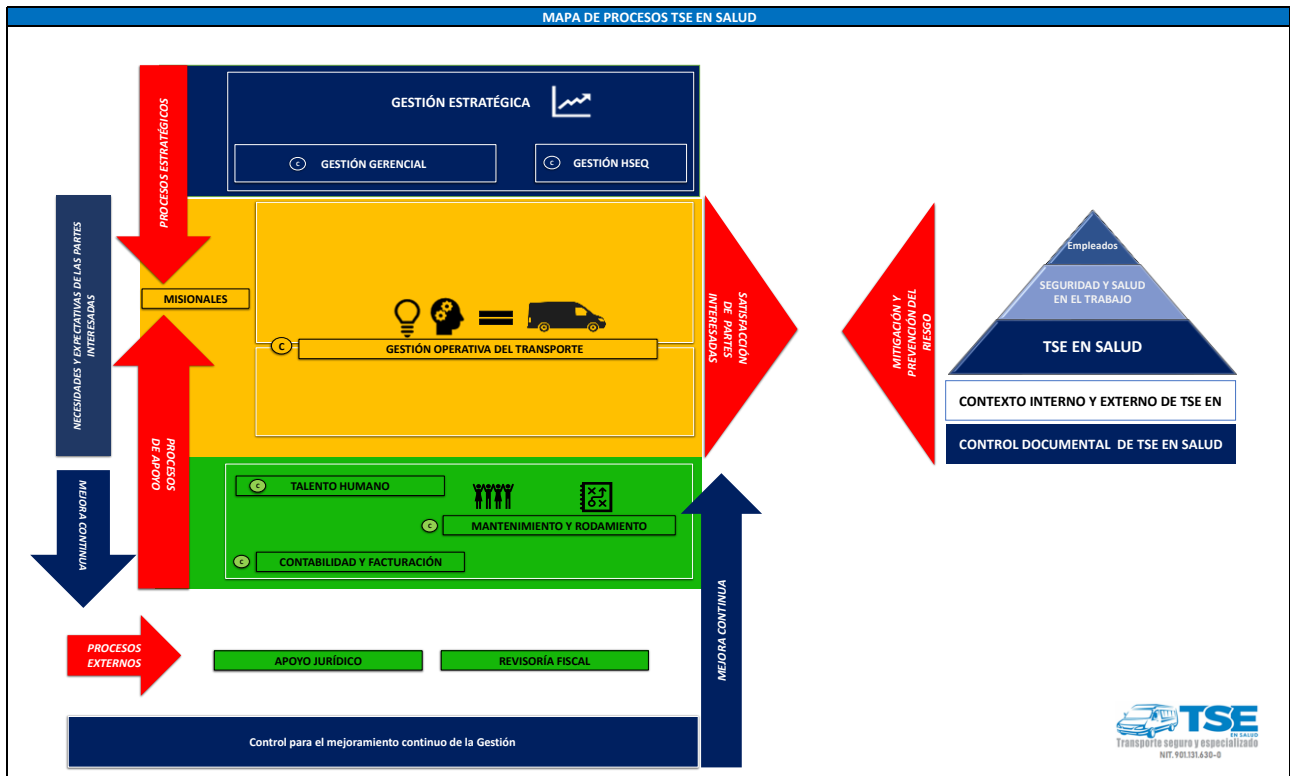 MAPA DE PROCESOS TSE EN SALUD
PROCESOS ESTRATÉGICOS
GESTIÓN ESTRATÉGICA
C
GESTIÓN GERENCIAL
C
GESTIÓN HSEQ
NECESIDADES Y EXPECTATIVAS DE LAS PARTES
INTERESADAS
MISIONALES
C
GESTIÓN OPERATIVA DEL TRANSPORTE
SATISFACCIÓN
DE PARTES
INTERESADAS
MITIGACIÓN Y
PREVENCIÓN DEL
RIESGO
Empleados
SEGURIDAD Y SALUD
EN EL TRABAJO
TSE EN SALUD
CONTEXTO INTERNO Y EXTERNO DE TSE EN
CONTROL DOCUMENTAL DE TSE EN SALUD
PROCESOS
DE APOYO
C
TALENTO HUMANO
C
MANTENIMIENTO Y RODAMIENTO
C
CONTABILIDAD Y FACTURACIÓN
MEJORA CONTINUA
MEJORA CONTINUA
PROCESOS
EXTERNOS
APOYO JURÍDICO
REVISORÍA FISCAL
Control para el mejoramiento continuo de la Gestión
TSE
EN SALUD
Transporte seguro y especializado
NIT.901.131.630-0